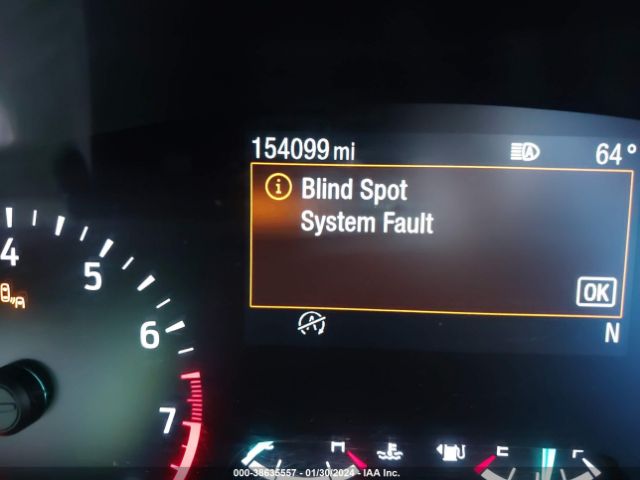 154099 mi
64°
Blind Spot
System Fault
OK
N
4
5
6
7
H
F
000-38635557 - 01/30/2024 - IAA Inc.